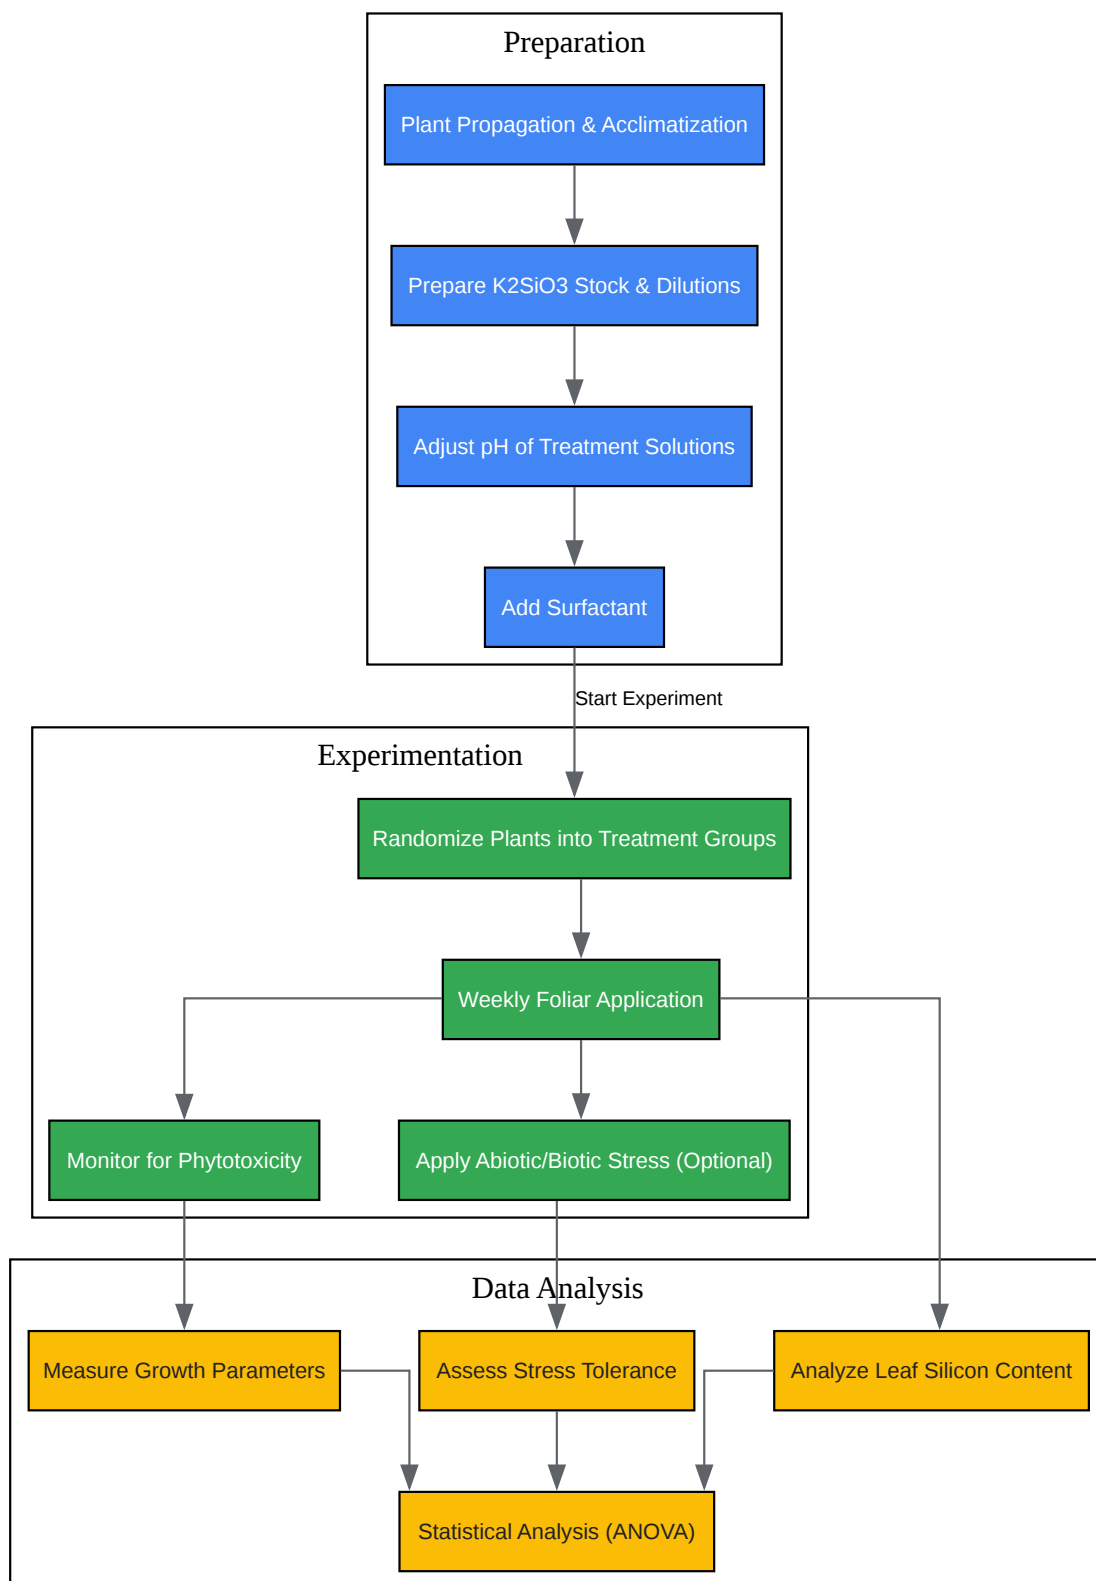 Preparation
Plant Propagation & Acclimatization
Prepare K2SiO3 Stock & Dilutions
Adjust pH of Treatment Solutions
Add Surfactant
Start Experiment
Experimentation
Randomize Plants into Treatment Groups
Weekly Foliar Application
Monitor for Phytotoxicity
Apply Abiotic/Biotic Stress (Optional)
Data Analysis
Measure Growth Parameters
Assess Stress Tolerance
Analyze Leaf Silicon Content
Statistical Analysis (ANOVA)